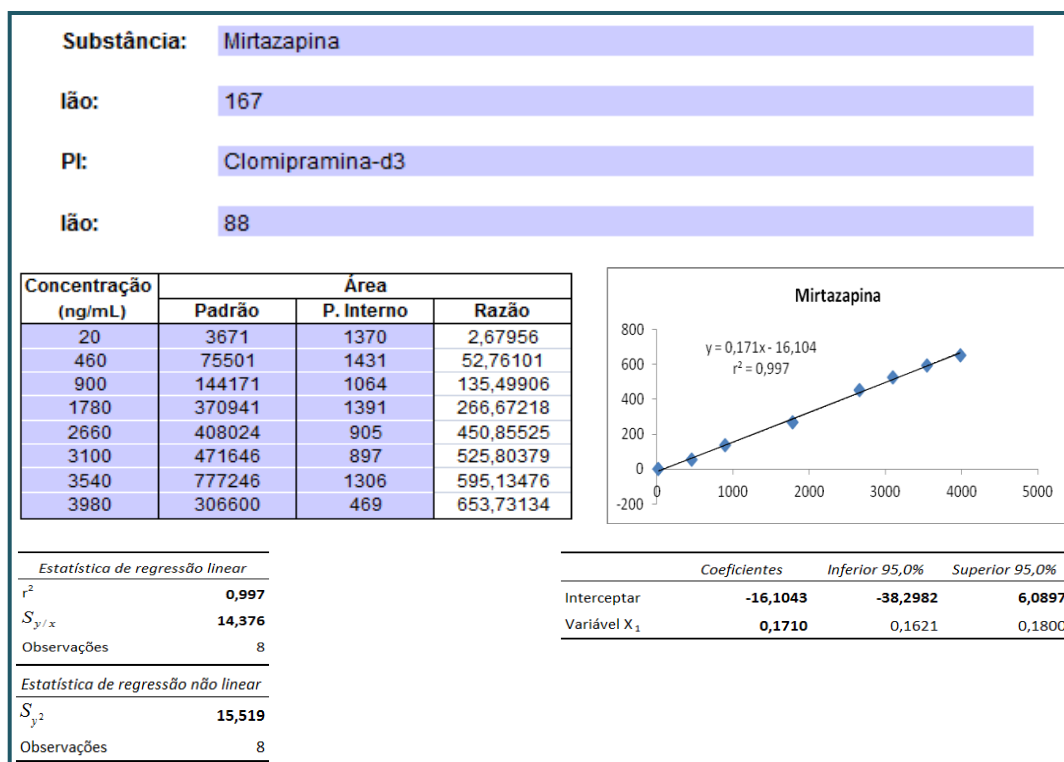 Substância: Mirtazapina
Ião: 167
PI: Clomipramina-d3
Ião: 88
Concentração Área
(ng/mL) Padrão P. Interno Razão
20 3671 1370 2,67956
460 75501 1431 52,76101
900 144171 1064 135,49906
1780 370941 1391 266,67218
2660 408024 905 450,85525
3100 471646 897 525,80379
3540 777246 1306 595,13476
3980 306600 469 653,73134
Mirtazapina
y = 0,171x - 16,104
r² = 0,997
800
600
400
200
0
-200
0 1000 2000 3000 4000 5000
Estatística de regressão linear
r² 0,997
S y/x 14,376
Observações 8
Estatística de regressão não linear
S y² 15,519
Observações 8
Coeficientes Inferior 95,0% Superior 95,0%
Interceptar -16,1043 -38,2982 6,0897
Variável X 1 0,1710 0,1621 0,1800